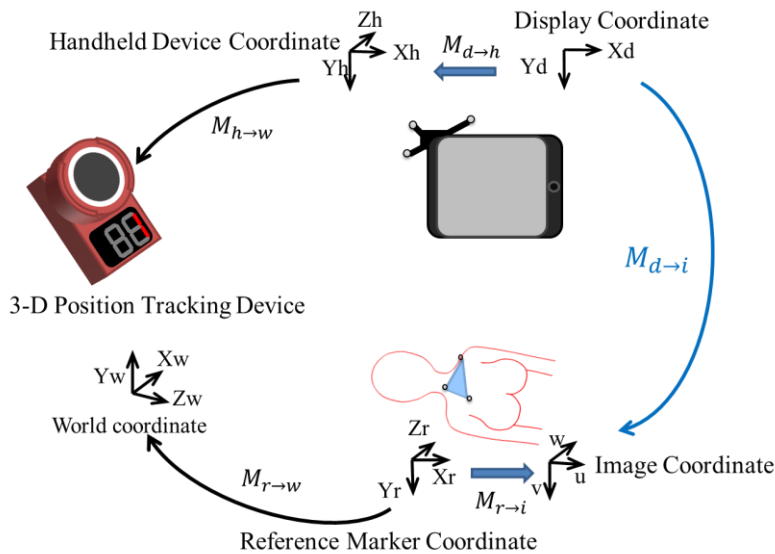 Zh
Display Coordinate
Handheld Device Coordinate
Xh
M_{d→h}
Yd
Xd
Yh
M_{h→w}
M_{d→i}
3-D Position Tracking Device
Yw
Xw
Zw
World coordinate
Zr
w
Xr
Yr
M_{r→i}
v
u
Image Coordinate
M_{r→w}
Reference Marker Coordinate